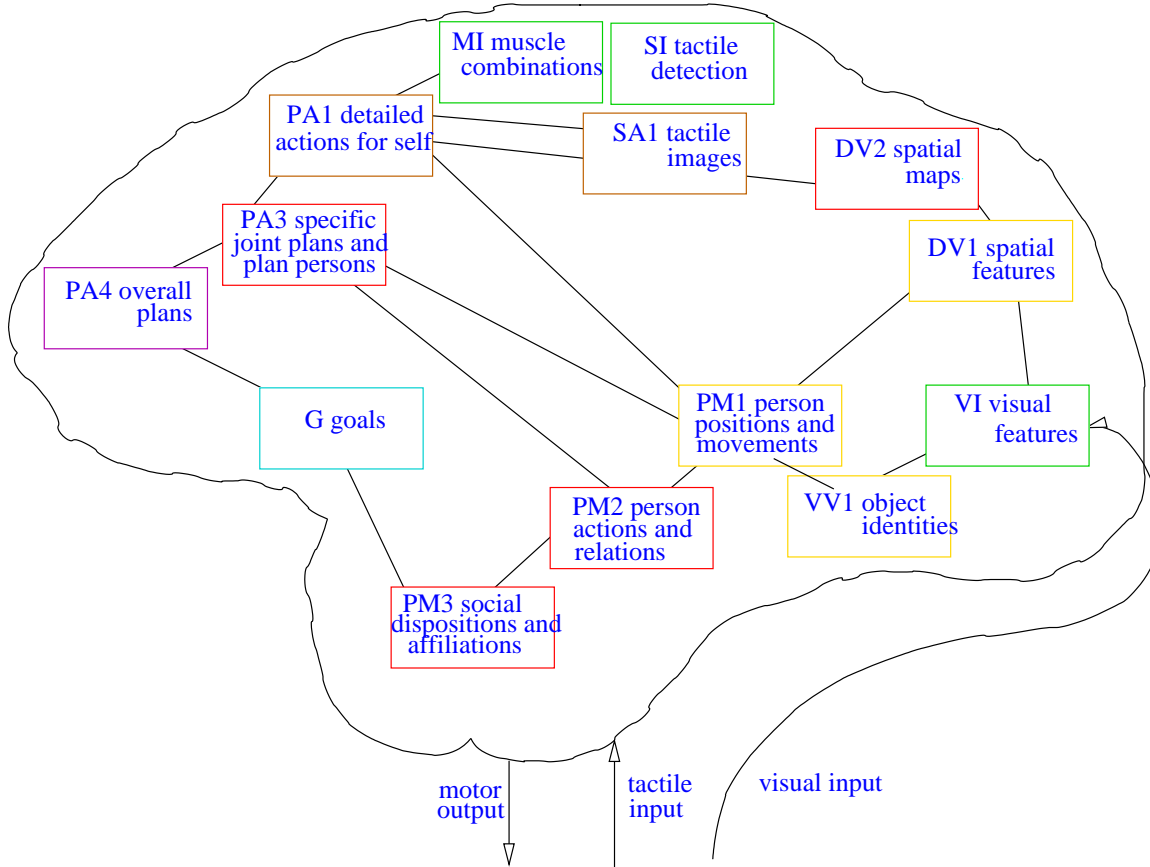 MI muscle
combinations
SI tactile
detection
PA1 detailed
actions for self
SA1 tactile
images
DV2 spatial
maps
PA3 specific
joint plans and
plan persons
DV1 spatial
features
PA4 overall
plans
G goals
PM1 person
positions and
movements
VI visual
features
VV1 object
identities
PM2 person
actions and
relations
PM3 social
dispositions and
affiliations
motor
output
tactile
input
visual input